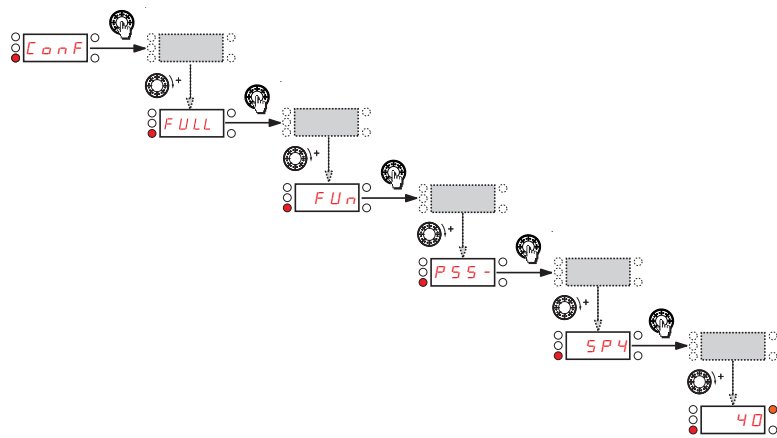 ConF
+
FULL
+
FUn
+
PSS-
+
SP4
+
40